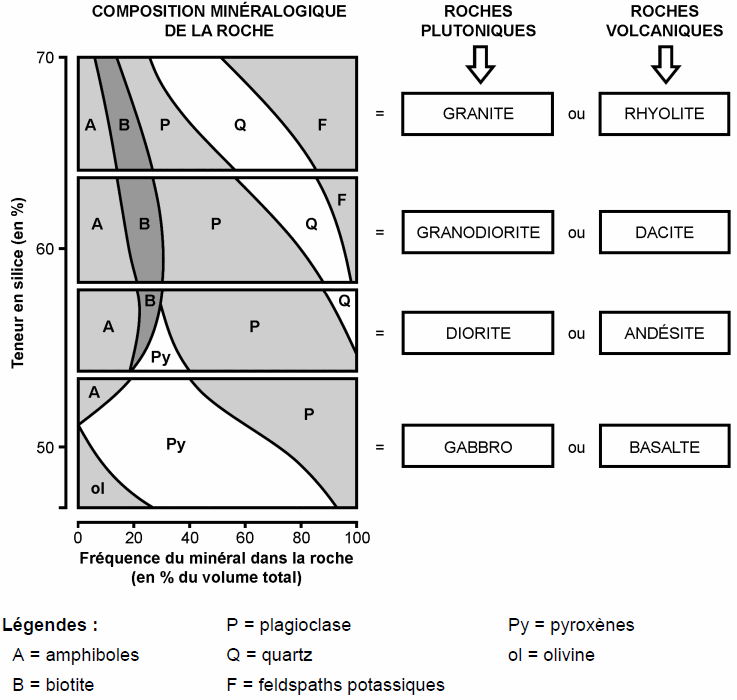 COMPOSITION MINÉRALOGIQUE
DE LA ROCHE
ROCHES
PLUTONIQUES
ROCHES
VOLCANIQUES
Teneur en silice (en %)
70
A B P Q F
= GRANITE ou RHYOLITE
60
A B P Q F
= GRANODIORITE ou DACITE
A B Py P Q
= DIORITE ou ANDÉSITE
50
A Py P ol
= GABBRO ou BASALTE
0 20 40 60 80 100
Fréquence du minéral dans la roche
(en % du volume total)
Légendes :
P = plagioclase
Py = pyroxènes
A = amphiboles
Q = quartz
ol = olivine
B = biotite
F = feldspaths potassiques